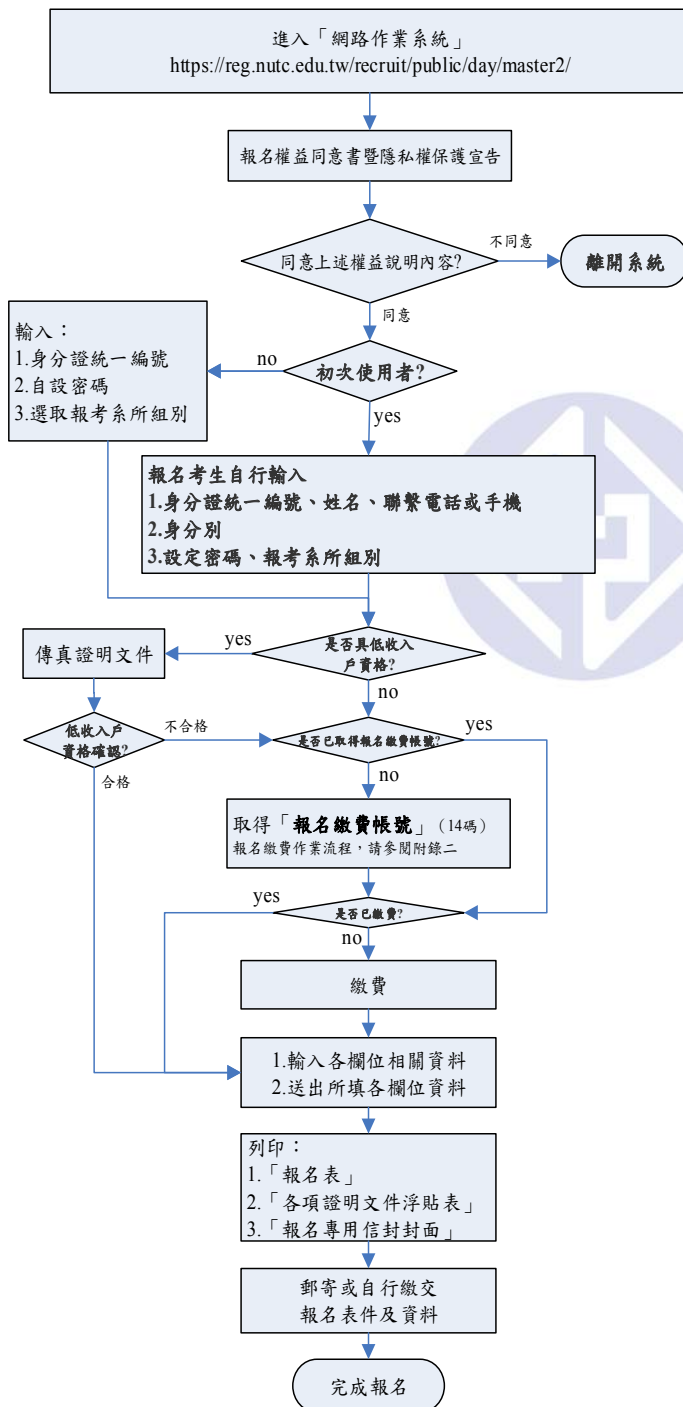 進入「網路作業系統」
https://reg.nutc.edu.tw/recruit/public/day/master2/
報名權益同意書暨隱私權保護宣告
同意上述權益說明內容?
不同意
離開系統
同意
輸入：
1.身分證統一編號
2.自設密碼
3.選取報考系所組別
no
初次使用者?
yes
報名考生自行輸入
1.身分證統一編號、姓名、聯繫電話或手機
2.身分別
3.設定密碼、報考系所組別
傳真證明文件
yes
是否具低收入
戶資格?
no
低收入戶
資格確認?
不合格
是否已取得報名繳費帳號?
yes
合格
no
取得「報名繳費帳號」（14碼）
報名繳費作業流程，請參閱附錄二
yes
是否已繳費?
no
繳費
1.輸入各欄位相關資料
2.送出所填各欄位資料
列印：
1.「報名表」
2.「各項證明文件浮貼表」
3.「報名專用信封封面」
郵寄或自行繳交
報名表件及資料
完成報名